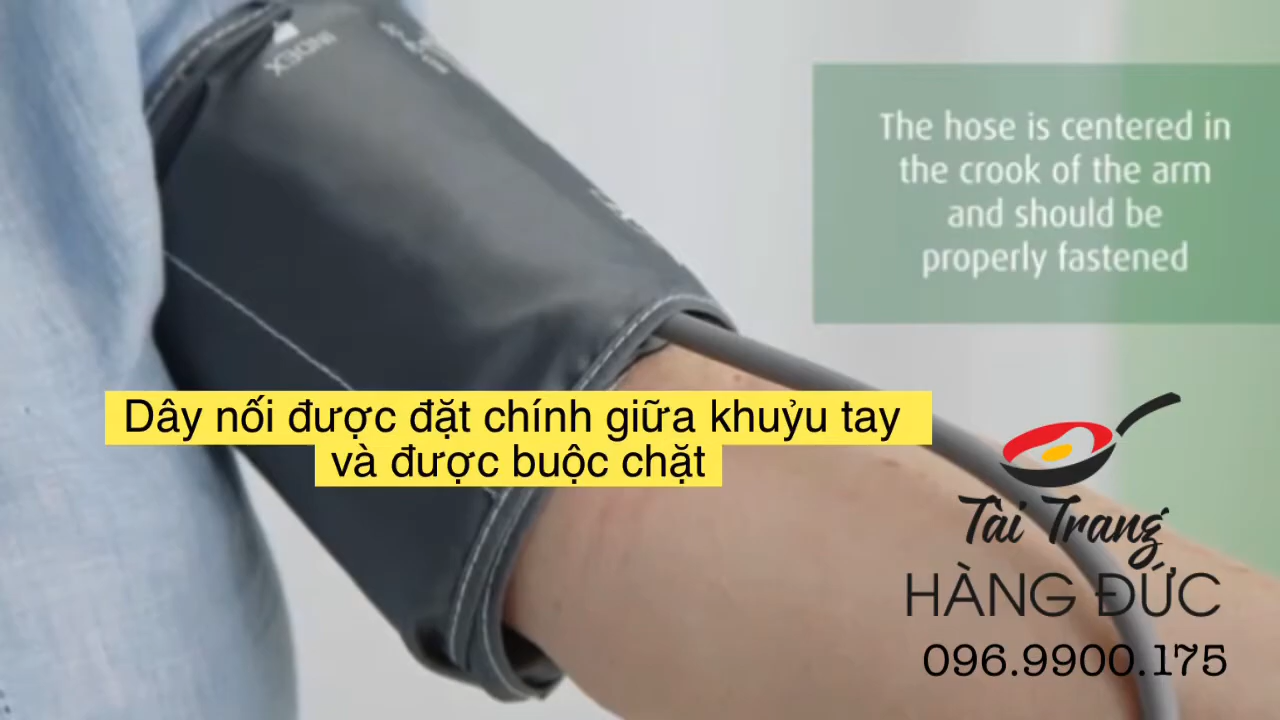 INDEX
The hose is centered in
the crook of the arm
and should be
properly fastened
Dây nối được đặt chính giữa khuỷu tay
và được buộc chặt
Tài Trang
HÀNG ĐỨC
096.9900.175